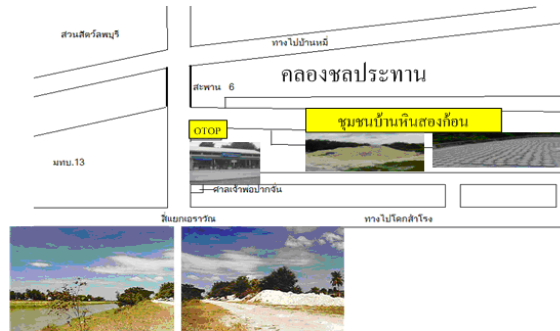 สวนสัตว์ลพบุรี
ทางไปบ้านหมี่
สะพาน 6
คลองชลประทาน
OTOP
ชุมชนบ้านหินสองก้อน
มทบ.13
ศาลเจ้าพ่อปากจั่น
สี่แยกเอราวัณ
ทางไปโคกสำโรง